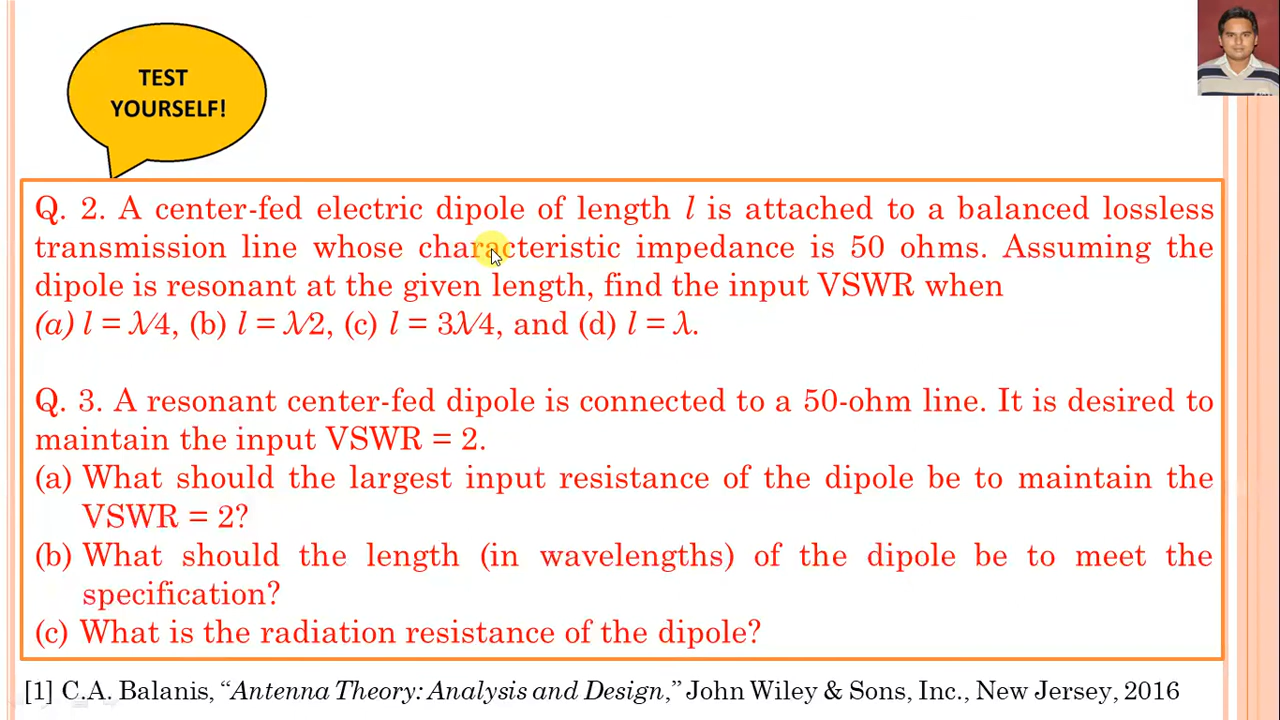 TEST
YOURSELF!
Q. 2. A center-fed electric dipole of length l is attached to a balanced lossless
transmission line whose characteristic impedance is 50 ohms. Assuming the
dipole is resonant at the given length, find the input VSWR when
(a) l = λ/4, (b) l = λ/2, (c) l = 3λ/4, and (d) l = λ.
Q. 3. A resonant center-fed dipole is connected to a 50-ohm line. It is desired to
maintain the input VSWR = 2.
(a) What should the largest input resistance of the dipole be to maintain the
VSWR = 2?
(b) What should the length (in wavelengths) of the dipole be to meet the
specification?
(c) What is the radiation resistance of the dipole?
[1] C.A. Balanis, “Antenna Theory: Analysis and Design,” John Wiley & Sons, Inc., New Jersey, 2016